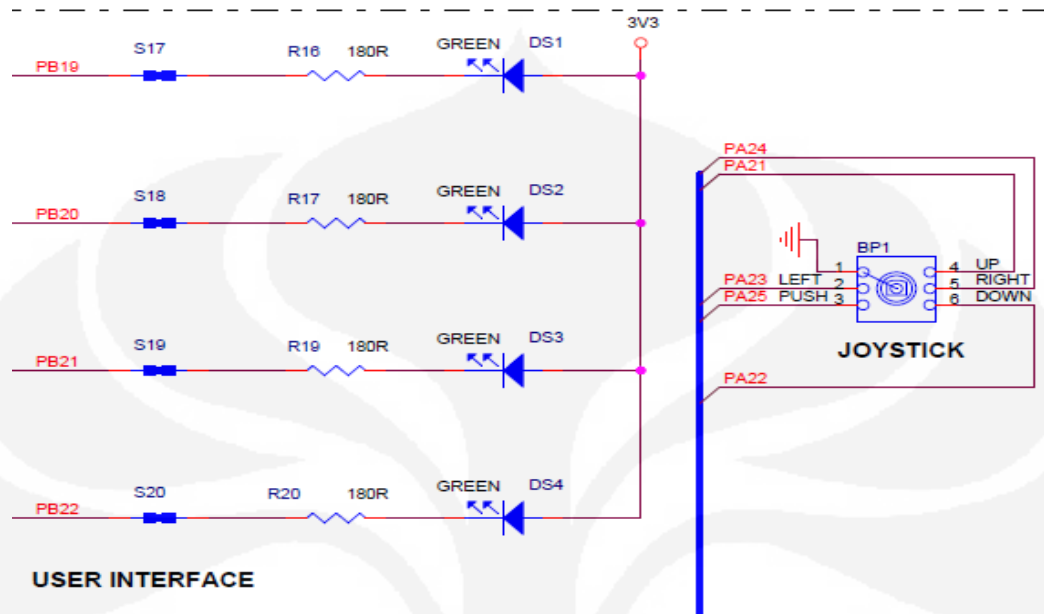 3V3
S17 R16 180R GREEN DS1
PB19
S18 R17 180R GREEN DS2
PB20
S19 R19 180R GREEN DS3
PB21
S20 R20 180R GREEN DS4
PB22
USER INTERFACE
PA24
PA21
BP1
1 4 UP
PA23 LEFT 2 5 RIGHT
PA25 PUSH 3 6 DOWN
JOYSTICK
PA22